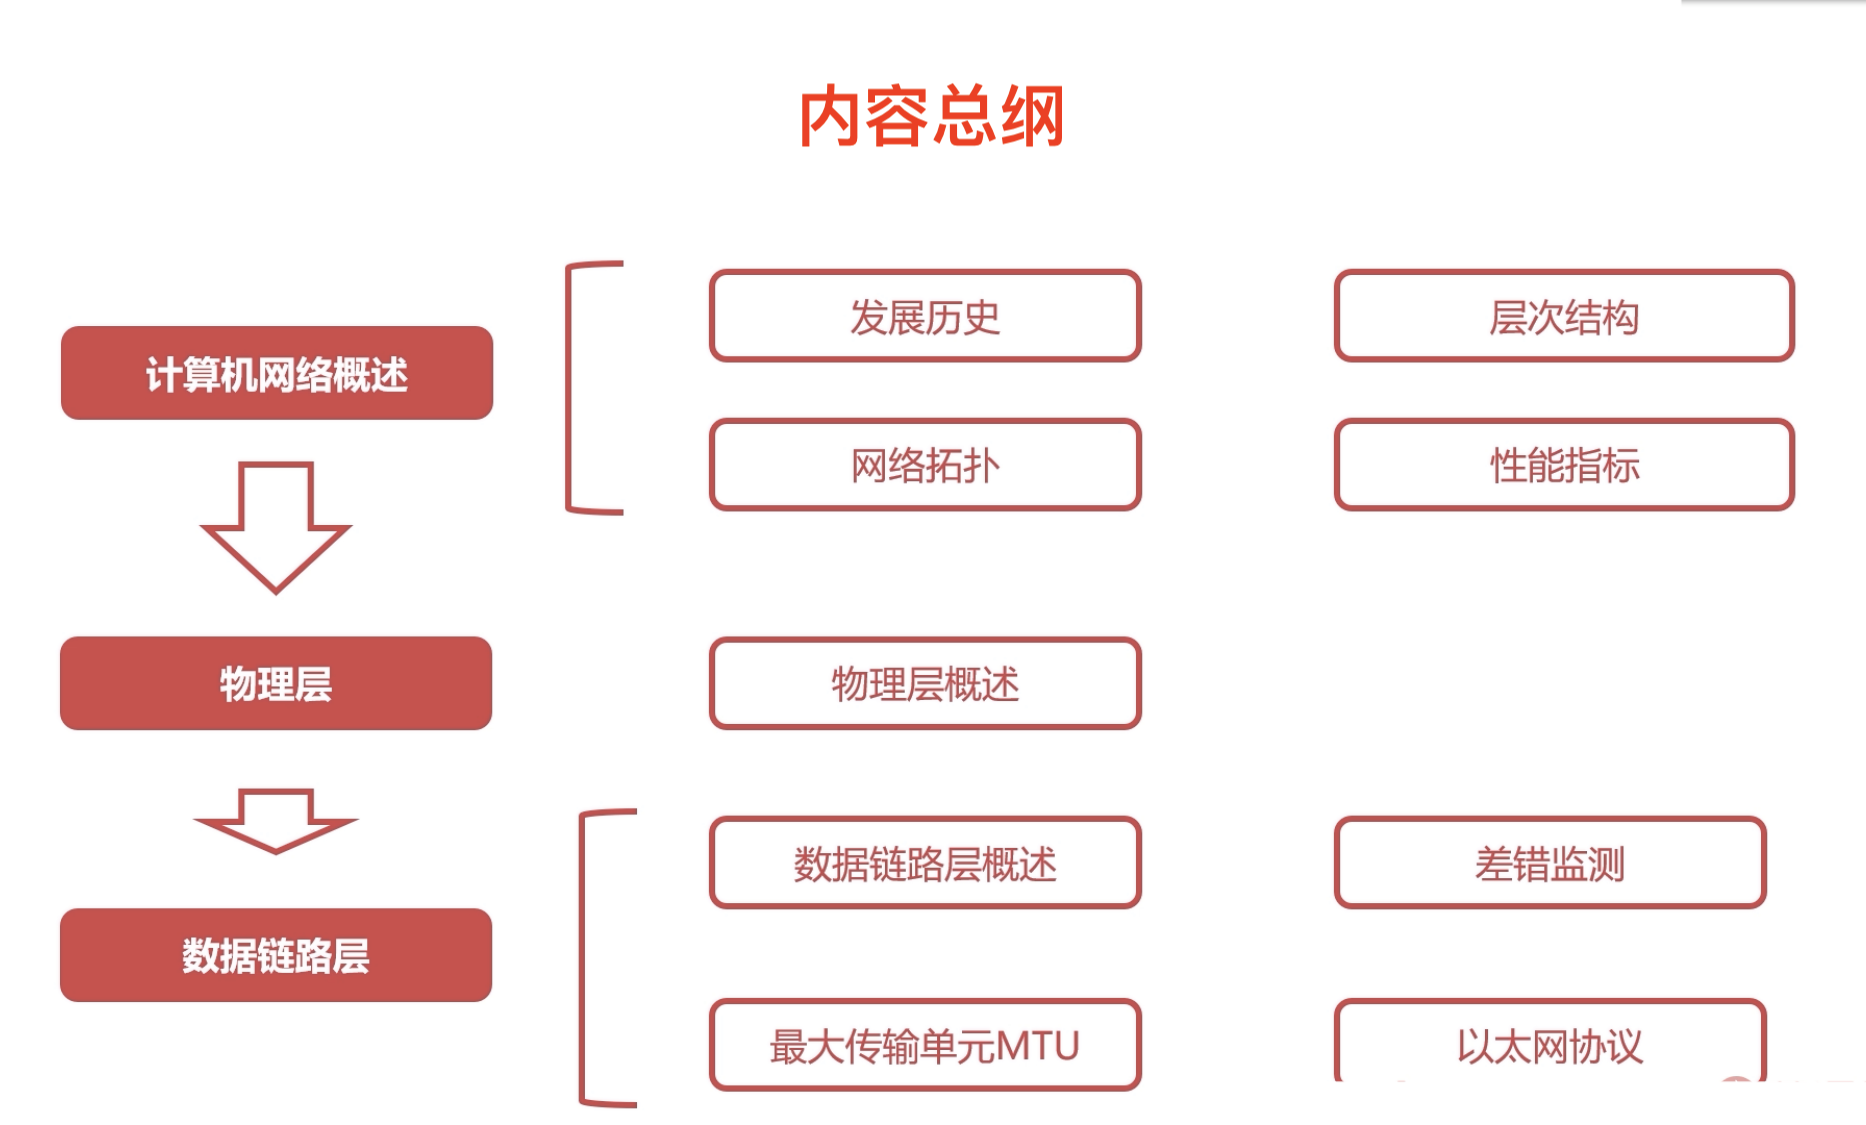 内容总纲
计算机网络概述
发展历史
层次结构
网络拓扑
性能指标
物理层
物理层概述
数据链路层
数据链路层概述
差错监测
最大传输单元MTU
以太网协议